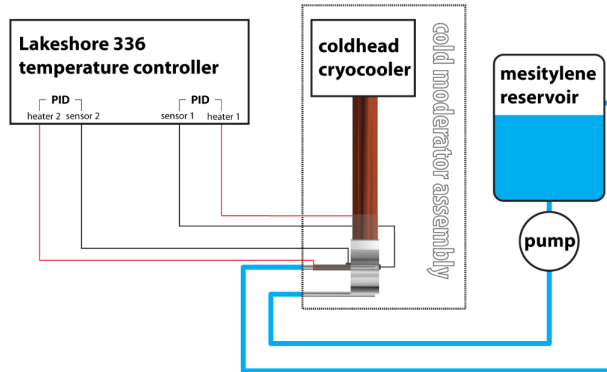 Lakeshore 336
temperature controller
PID
heater 2 sensor 2
PID
sensor 1 heater 1
coldhead
cryocooler
cold moderator assembly
mesitylene
reservoir
pump